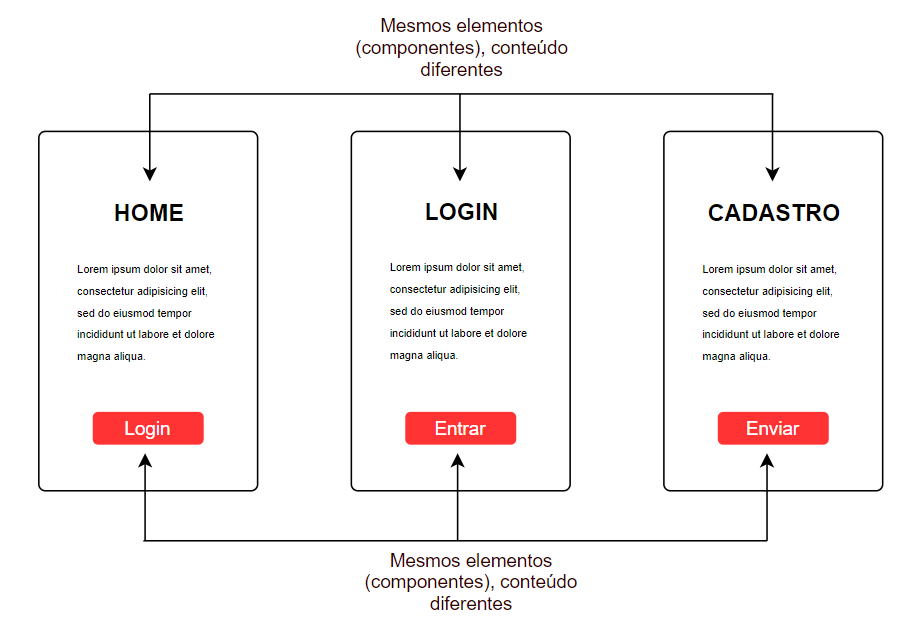 Mesmos elementos
(componentes), conteúdo
diferentes
HOME
Lorem ipsum dolor sit amet,
consectetur adipisicing elit,
sed do eiusmod tempor
incididunt ut labore et dolore
magna aliqua.
Login
LOGIN
Lorem ipsum dolor sit amet,
consectetur adipisicing elit,
sed do eiusmod tempor
incididunt ut labore et dolore
magna aliqua.
Entrar
CADASTRO
Lorem ipsum dolor sit amet,
consectetur adipisicing elit,
sed do eiusmod tempor
incididunt ut labore et dolore
magna aliqua.
Enviar
Mesmos elementos
(componentes), conteúdo
diferentes